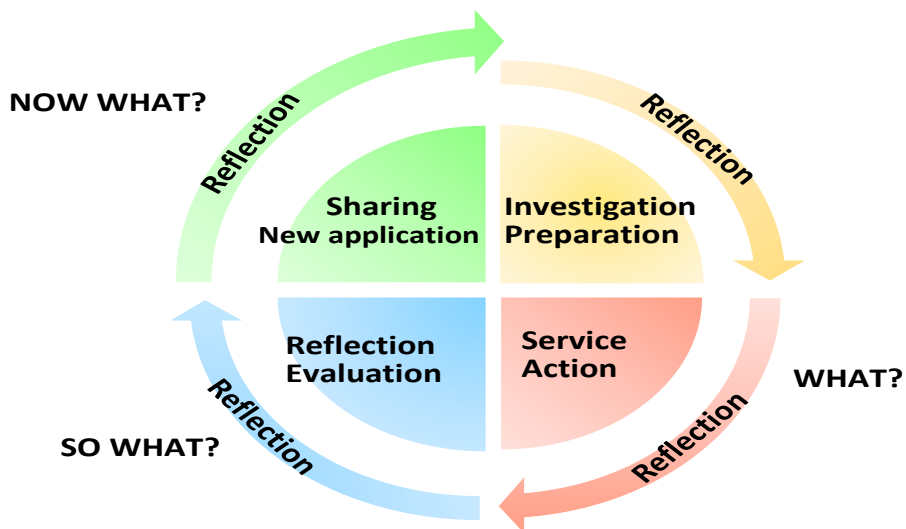 NOW WHAT?
Reflection
Reflection
Sharing
New application
Investigation
Preparation
Reflection
Evaluation
Service
Action
WHAT?
SO WHAT?
Reflection
Reflection